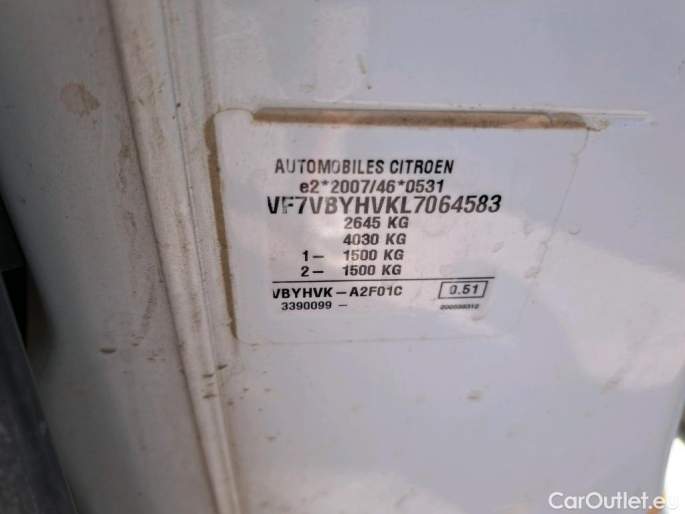 AUTOMOBILES CITROEN
e2*2007/46*0531
VF7VBYHVKL7064583
2645 KG
4030 KG
1- 1500 KG
2- 1500 KG
VBYHVK-A2F01C 0.51
3390099 -
CarOutlet.eu